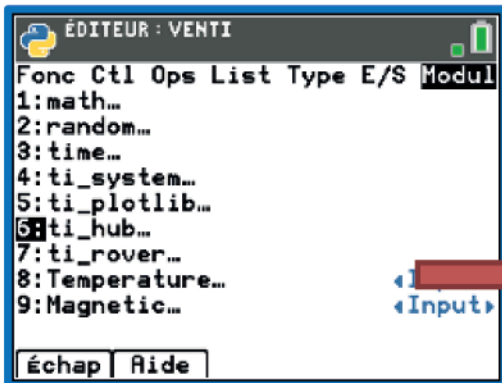 ÉDITEUR : VENTI
Fonc Ctl Ops List Type E/S Modul
1:math…
2:random…
3:time…
4:ti_system…
5:ti_plotlib…
6:ti_hub…
7:ti_rover…
8:Temperature…
9:Magnetic… ◂Input▸
Échap Aide